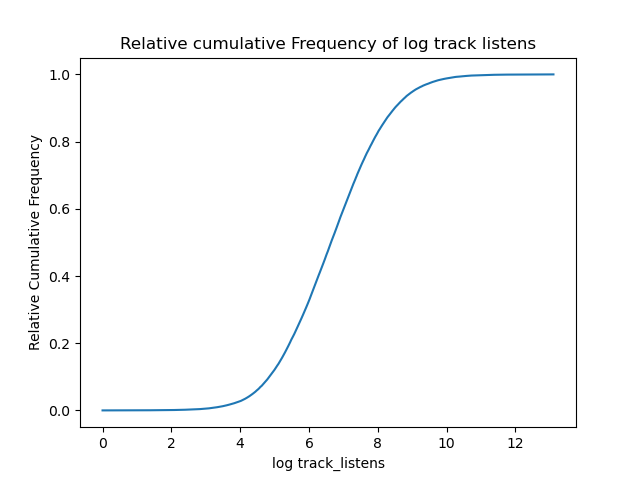 Relative cumulative Frequency of log track listens
1.0
0.8
0.6
0.4
0.2
0.0
Relative Cumulative Frequency
0 2 4 6 8 10 12
log track_listens